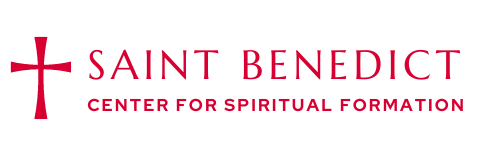 SAINT BENEDICT
CENTER FOR SPIRITUAL FORMATION